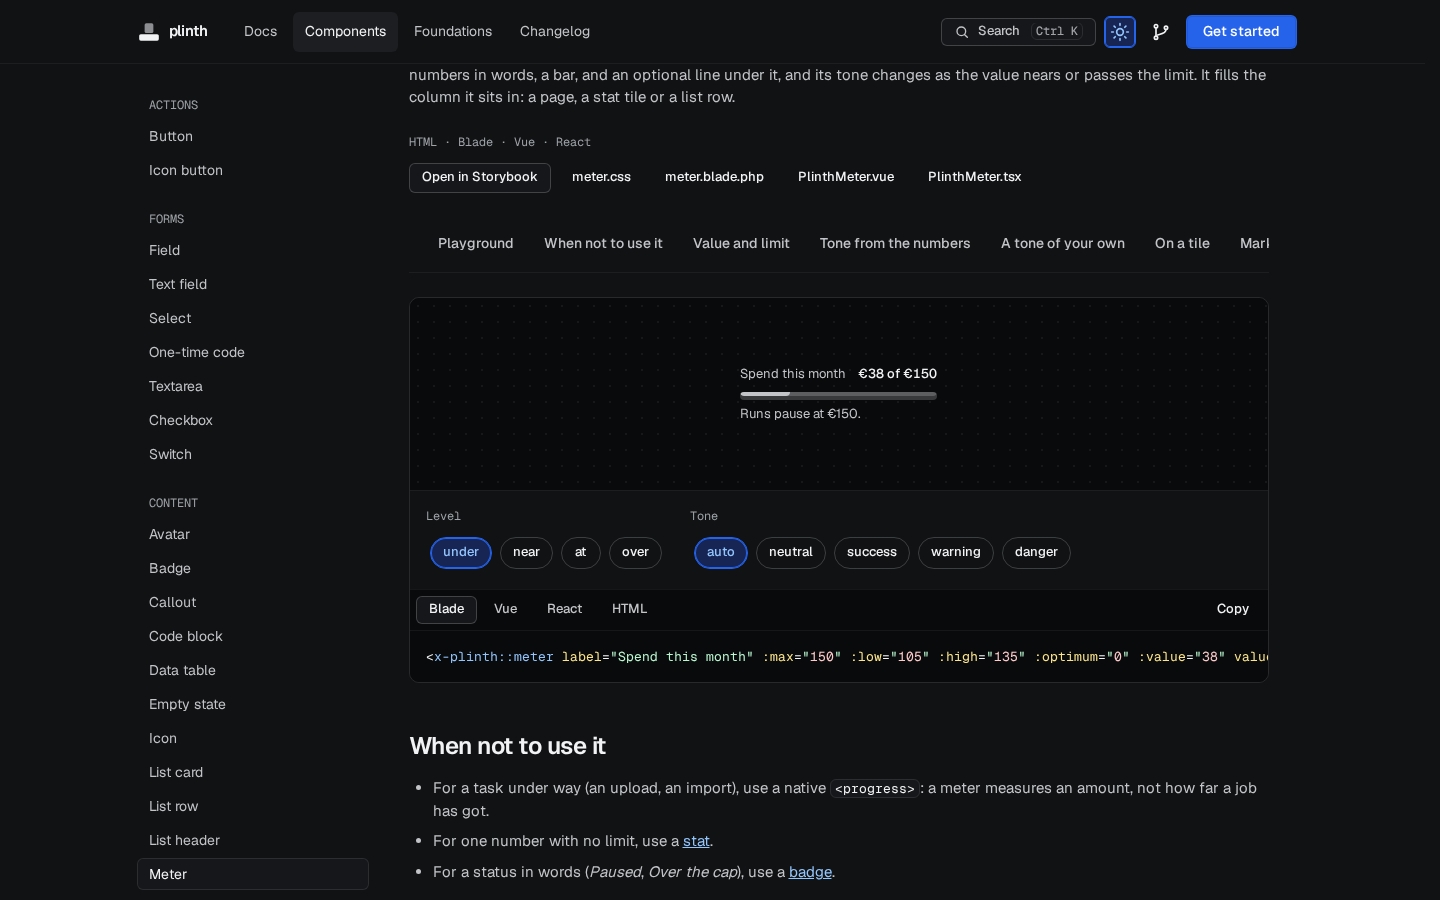 plinth
Docs
Components
Foundations
Changelog
Search
Ctrl K
Get started
numbers in words, a bar, and an optional line under it, and its tone changes as the value nears or passes the limit. It fills the
column it sits in: a page, a stat tile or a list row.
HTML · Blade · Vue · React
Open in Storybook
meter.css
meter.blade.php
PlinthMeter.vue
PlinthMeter.tsx
Playground
When not to use it
Value and limit
Tone from the numbers
A tone of your own
On a tile
Mark
ACTIONS
Button
Icon button
FORMS
Field
Text field
Select
One-time code
Textarea
Checkbox
Switch
CONTENT
Avatar
Badge
Callout
Code block
Data table
Empty state
Icon
List card
List row
List header
Meter
Spend this month €38 of €150
Runs pause at €150.
Level
under
near
at
over
Tone
auto
neutral
success
warning
danger
Blade
Vue
React
HTML
Copy
<x-plinth::meter label="Spend this month" :max="150" :low="105" :high="135" :optimum="0" :value="38" value
When not to use it
For a task under way (an upload, an import), use a native <progress>: a meter measures an amount, not how far a job
has got.
For one number with no limit, use a stat.
For a status in words (Paused, Over the cap), use a badge.